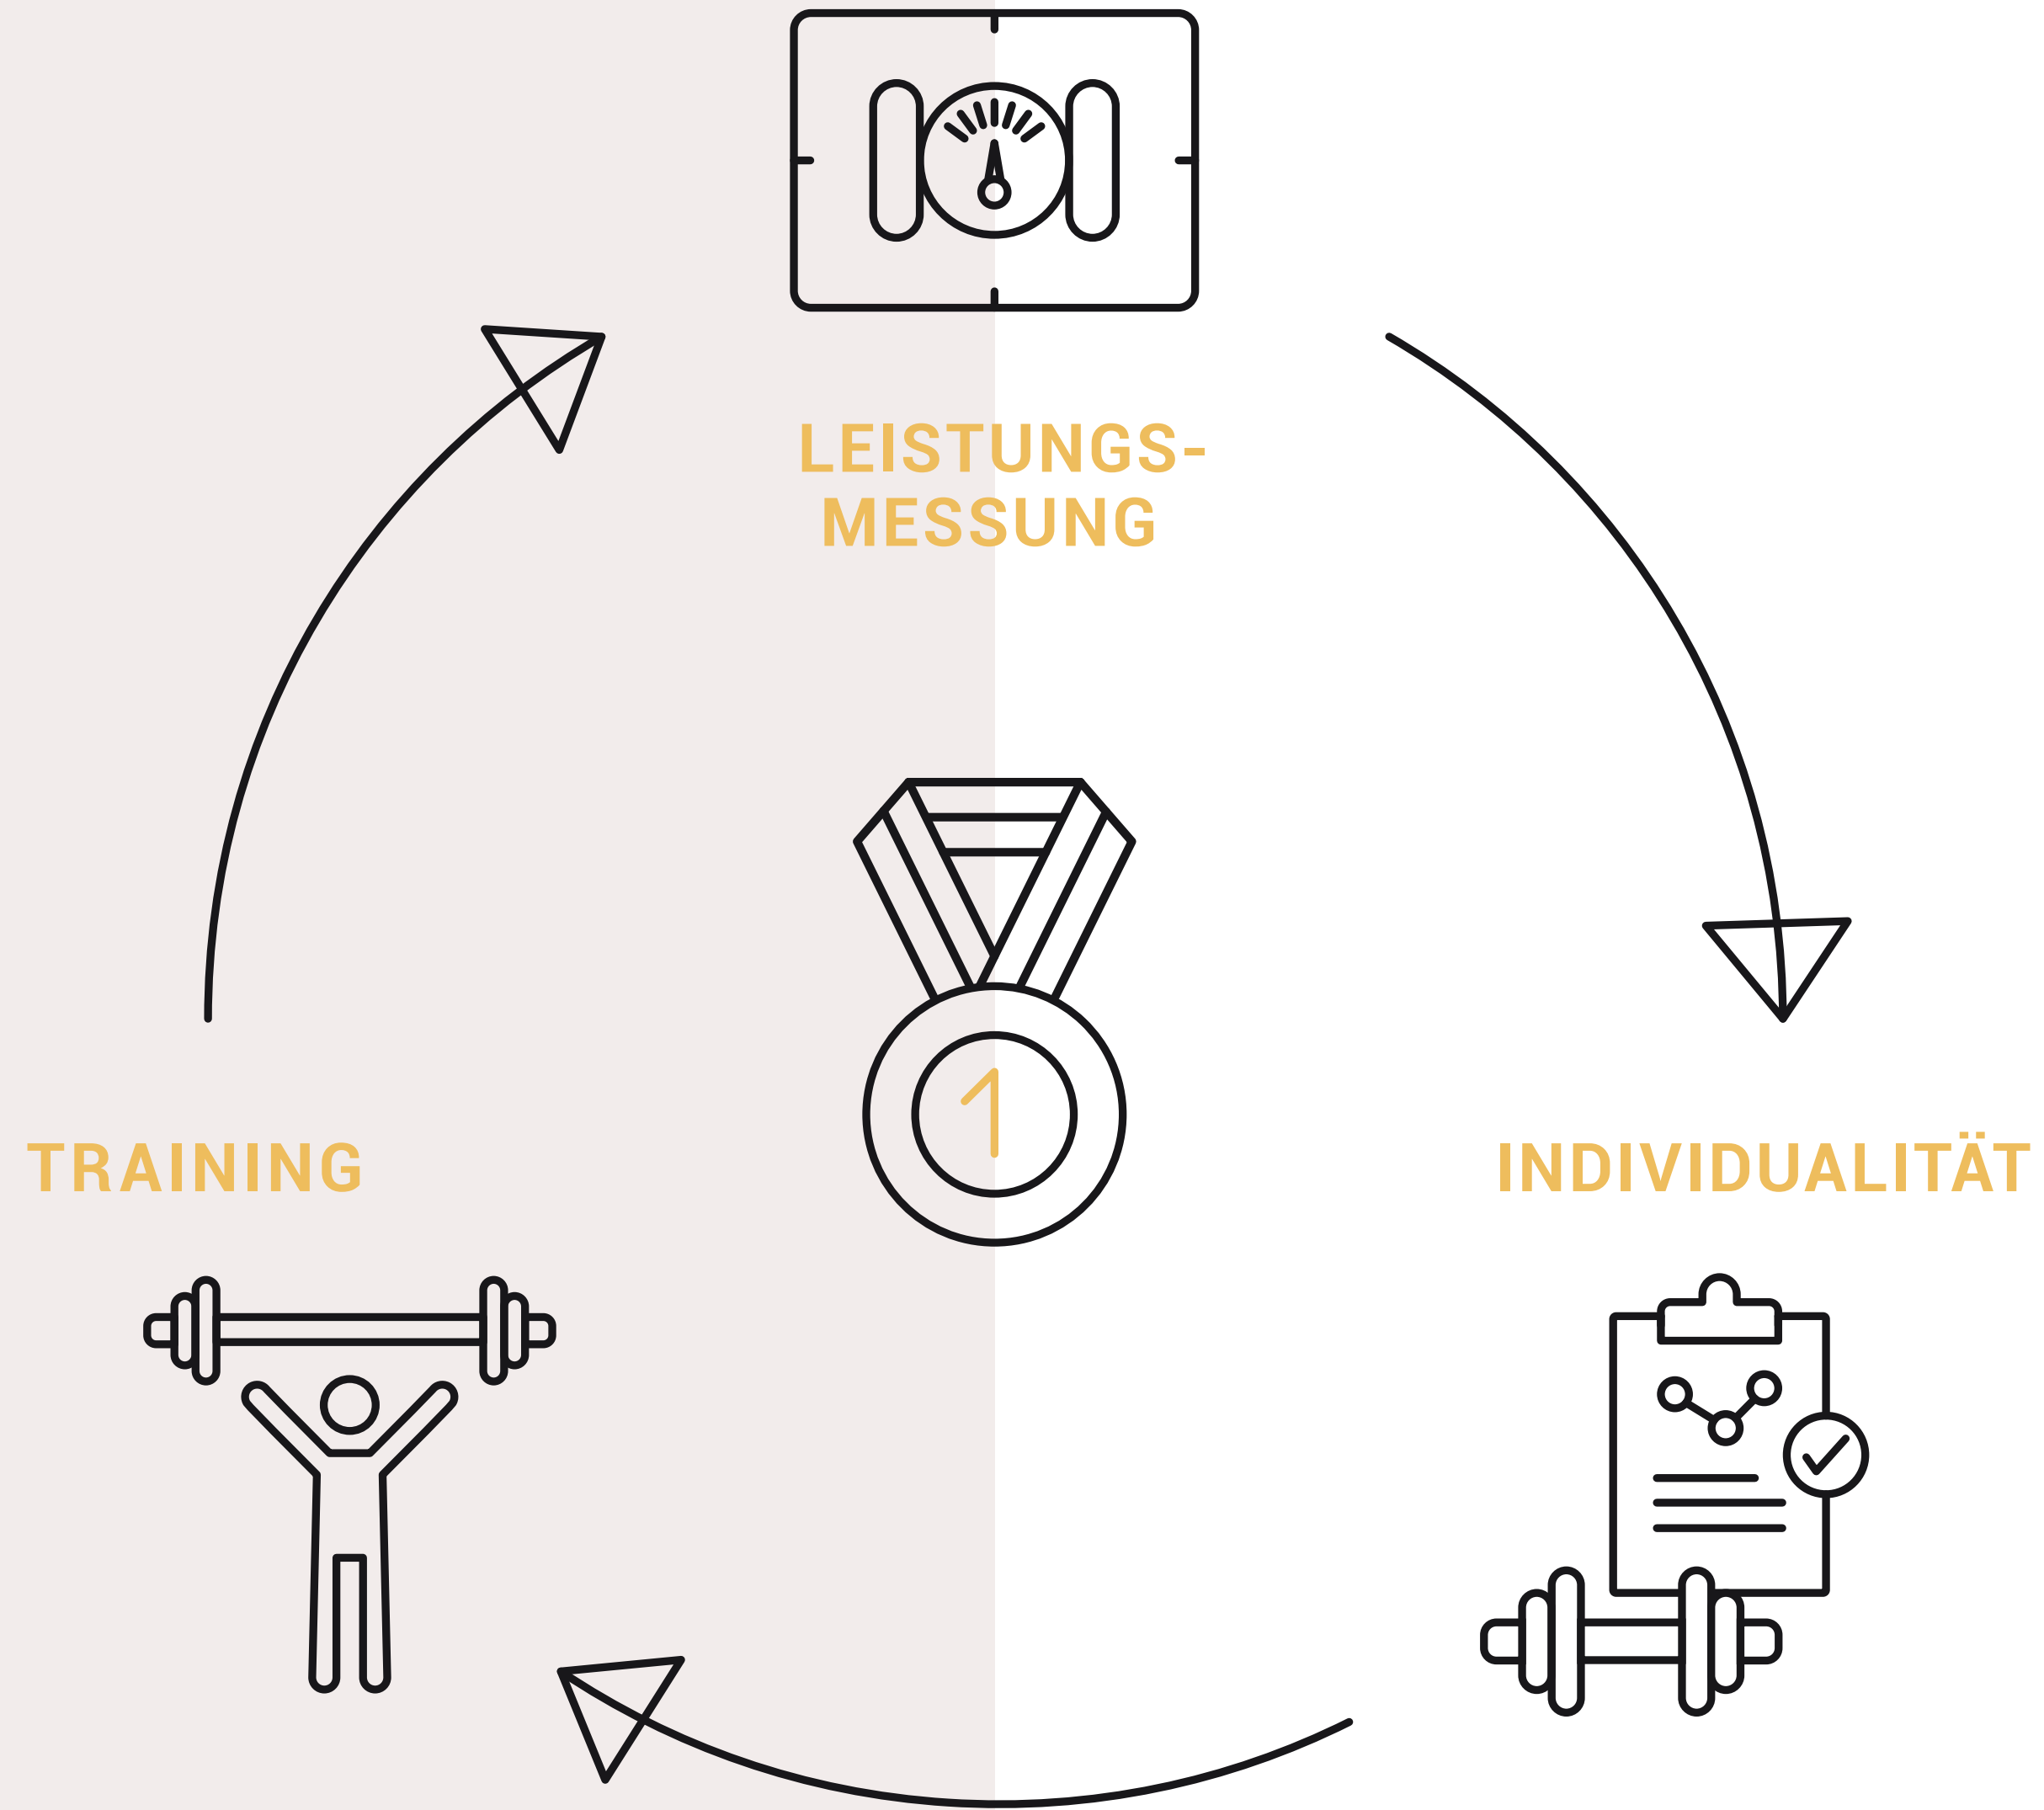 LEISTUNGS-
MESSUNG
1
TRAINING
INDIVIDUALITÄT